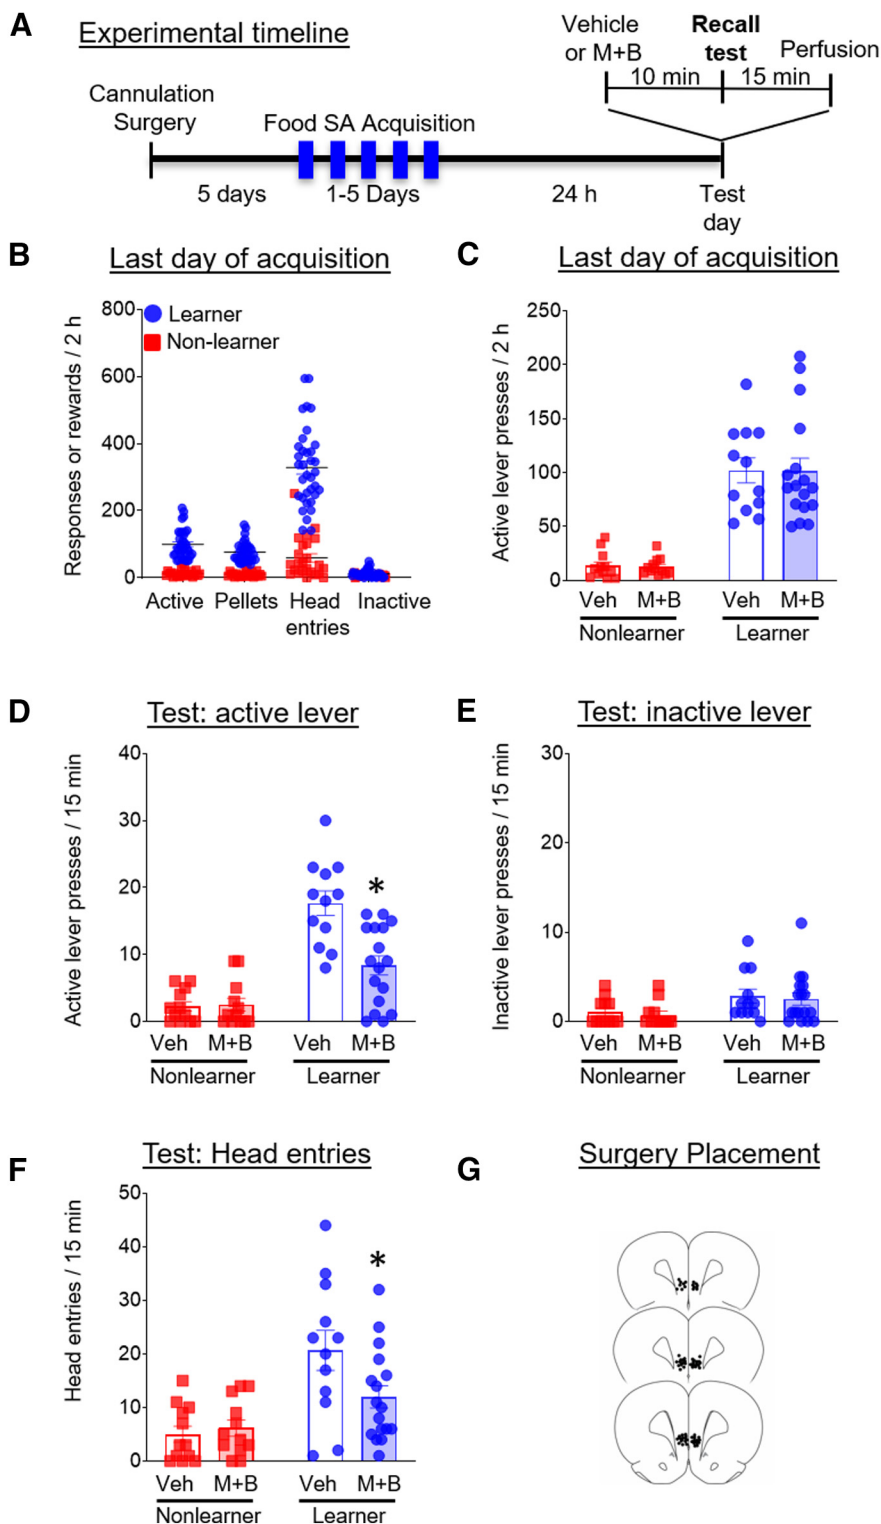 A
Experimental timeline
Vehicle
or M+B
Recall
test
Perfusion
10 min
15 min
Cannulation
Surgery
Food SA Acquisition
5 days
1-5 Days
24 h
Test
day
B
Last day of acquisition
Responses or rewards / 2 h
800
600
400
200
0
Learner
Non-learner
Active
Pellets
Head
entries
Inactive
C
Last day of acquisition
Active lever presses / 2 h
250
200
150
100
50
0
Veh
M+B
Veh
M+B
Nonlearner
Learner
D
Test: active lever
Active lever presses / 15 min
40
30
20
10
0
*
Veh
M+B
Veh
M+B
Nonlearner
Learner
E
Test: inactive lever
Inactive lever presses / 15 min
30
20
10
0
Veh
M+B
Veh
M+B
Nonlearner
Learner
F
Test: Head entries
Head entries / 15 min
50
40
30
20
10
0
*
Veh
M+B
Veh
M+B
Nonlearner
Learner
G
Surgery Placement